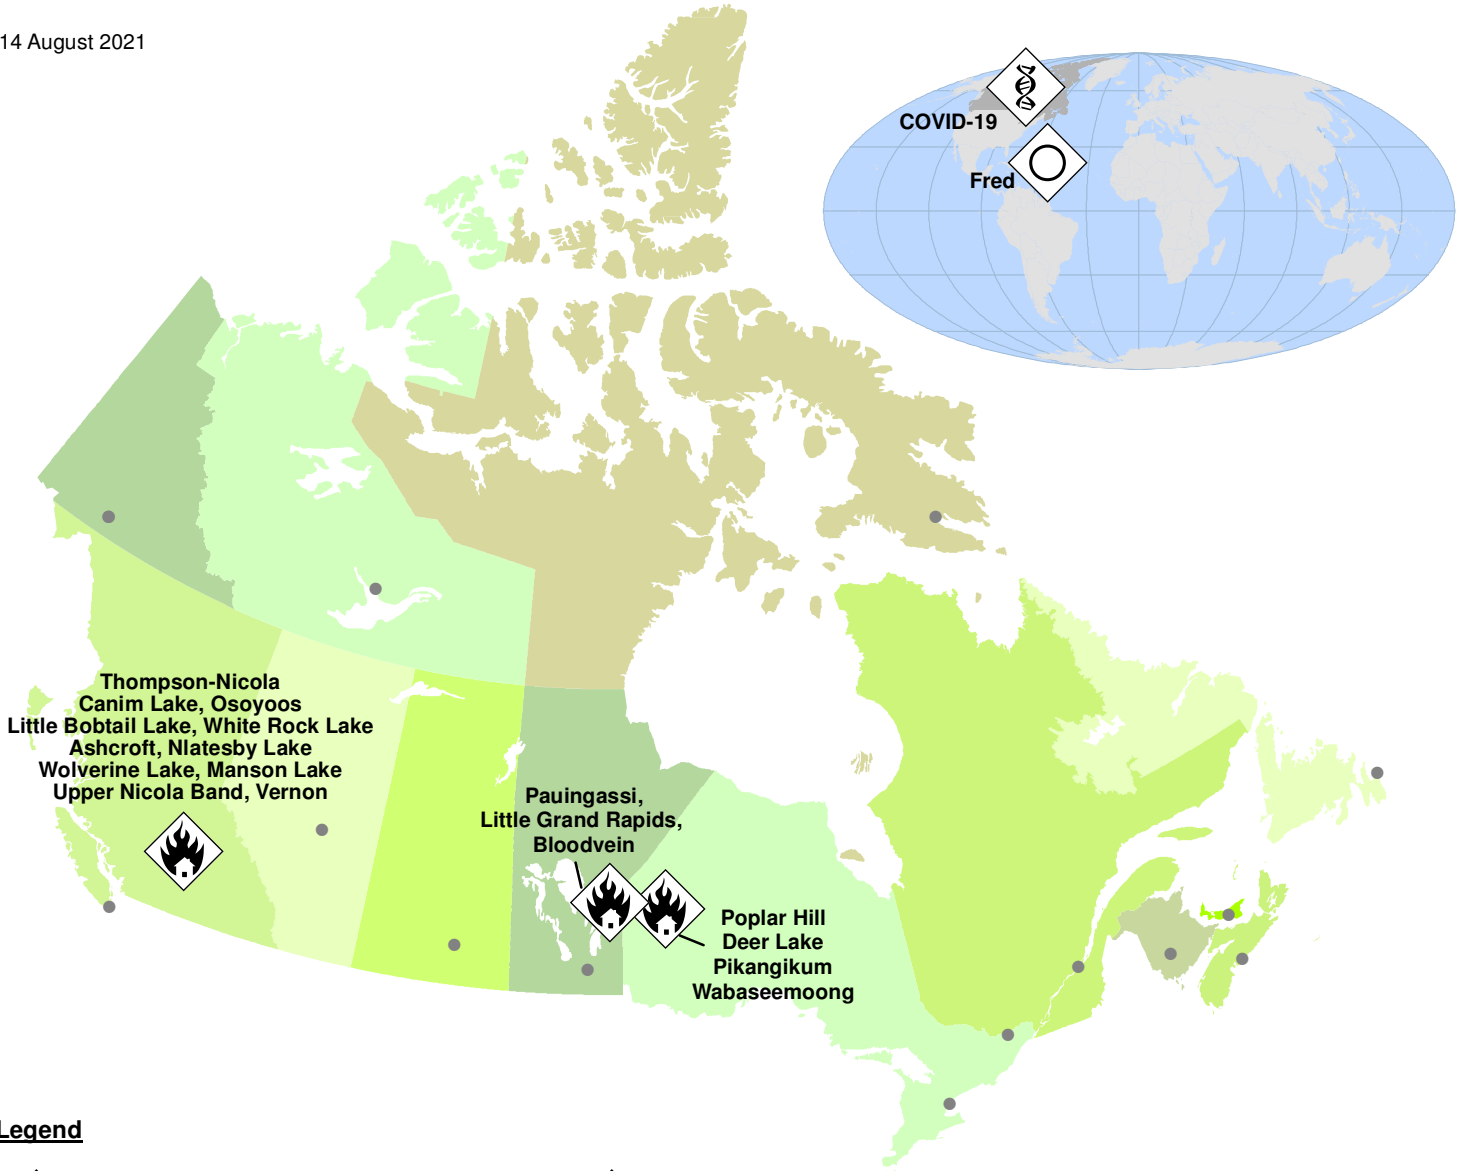 14 August 2021
COVID-19
Fred
Thompson-Nicola
Canim Lake, Osoyoos
Little Bobtail Lake, White Rock Lake
Ashcroft, Nlatesby Lake
Wolverine Lake, Manson Lake
Upper Nicola Band, Vernon
Pauingassi,
Little Grand Rapids,
Bloodvein
Poplar Hill
Deer Lake
Pikangikum
Wabaseemoong
Legend